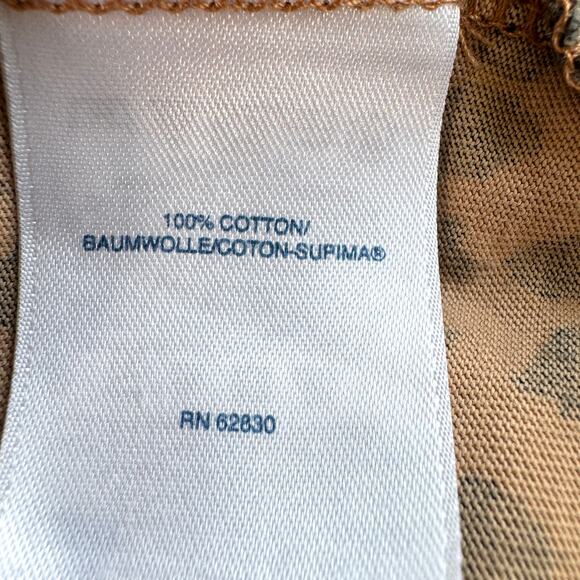 100% COTTON/
BAUMWOLLE/COTON-SUPIMA®
RN 62830